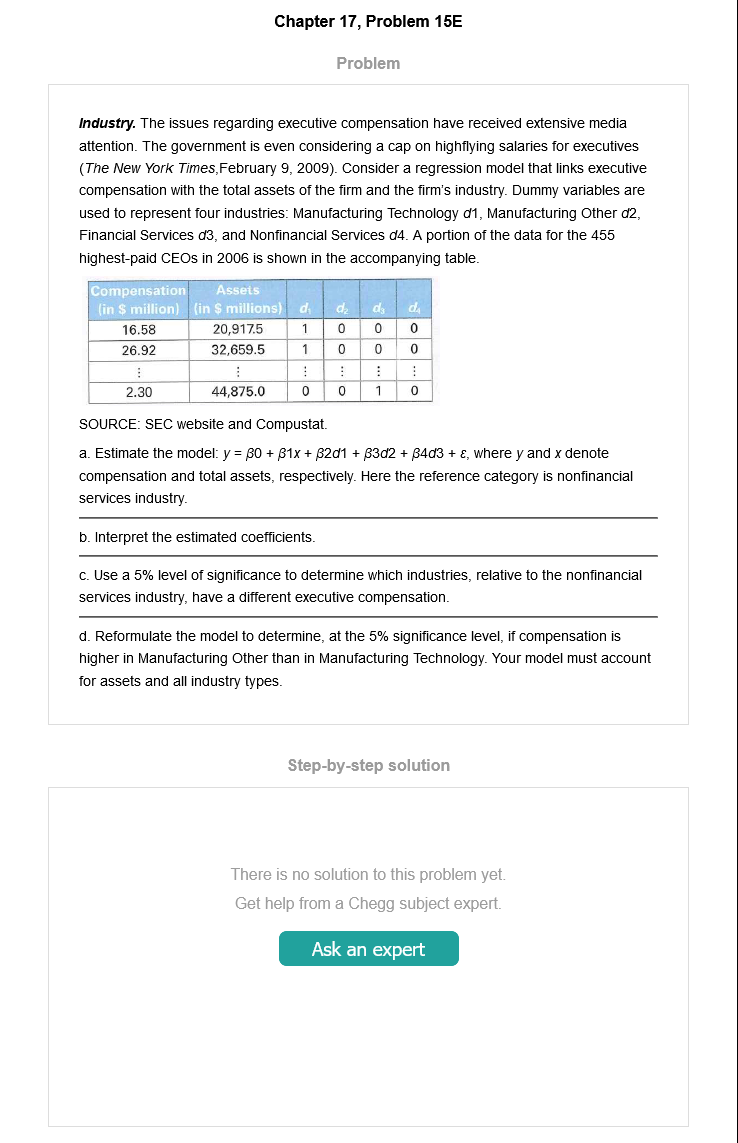 Chapter 17, Problem 15E
Problem
Industry. The issues regarding executive compensation have received extensive media
attention. The government is even considering a cap on highflying salaries for executives
(The New York Times,February 9, 2009). Consider a regression model that links executive
compensation with the total assets of the firm and the firm's industry. Dummy variables are
used to represent four industries: Manufacturing Technology d1, Manufacturing Other d2,
Financial Services d3, and Nonfinancial Services d4. A portion of the data for the 455
highest-paid CEOs in 2006 is shown in the accompanying table.
Compensation Assets
(in $ million) (in $ millions) d₁ d₂ d₃ d₄
16.58 20,917.5 1 0 0 0
26.92 32,659.5 1 0 0 0
⋮ ⋮ ⋮ ⋮ ⋮ ⋮
2.30 44,875.0 0 0 1 0
SOURCE: SEC website and Compustat.
a. Estimate the model: y = β0 + β1x + β2d1 + β3d2 + β4d3 + ε, where y and x denote
compensation and total assets, respectively. Here the reference category is nonfinancial
services industry.
b. Interpret the estimated coefficients.
c. Use a 5% level of significance to determine which industries, relative to the nonfinancial
services industry, have a different executive compensation.
d. Reformulate the model to determine, at the 5% significance level, if compensation is
higher in Manufacturing Other than in Manufacturing Technology. Your model must account
for assets and all industry types.
Step-by-step solution
There is no solution to this problem yet.
Get help from a Chegg subject expert.
Ask an expert